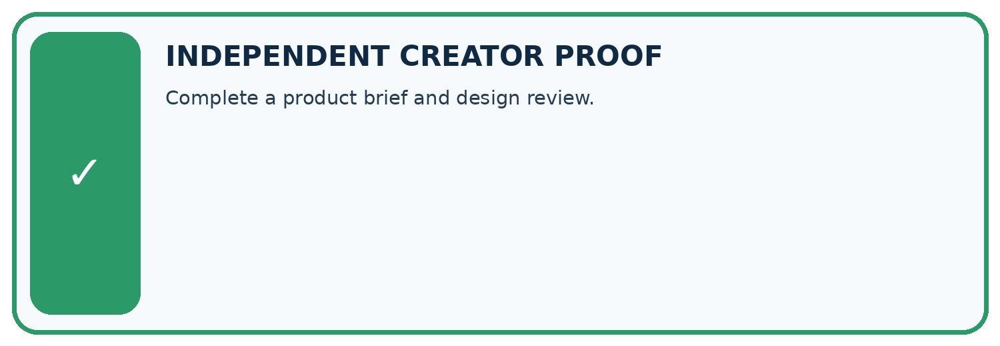 INDEPENDENT CREATOR PROOF
Complete a product brief and design review.
✓